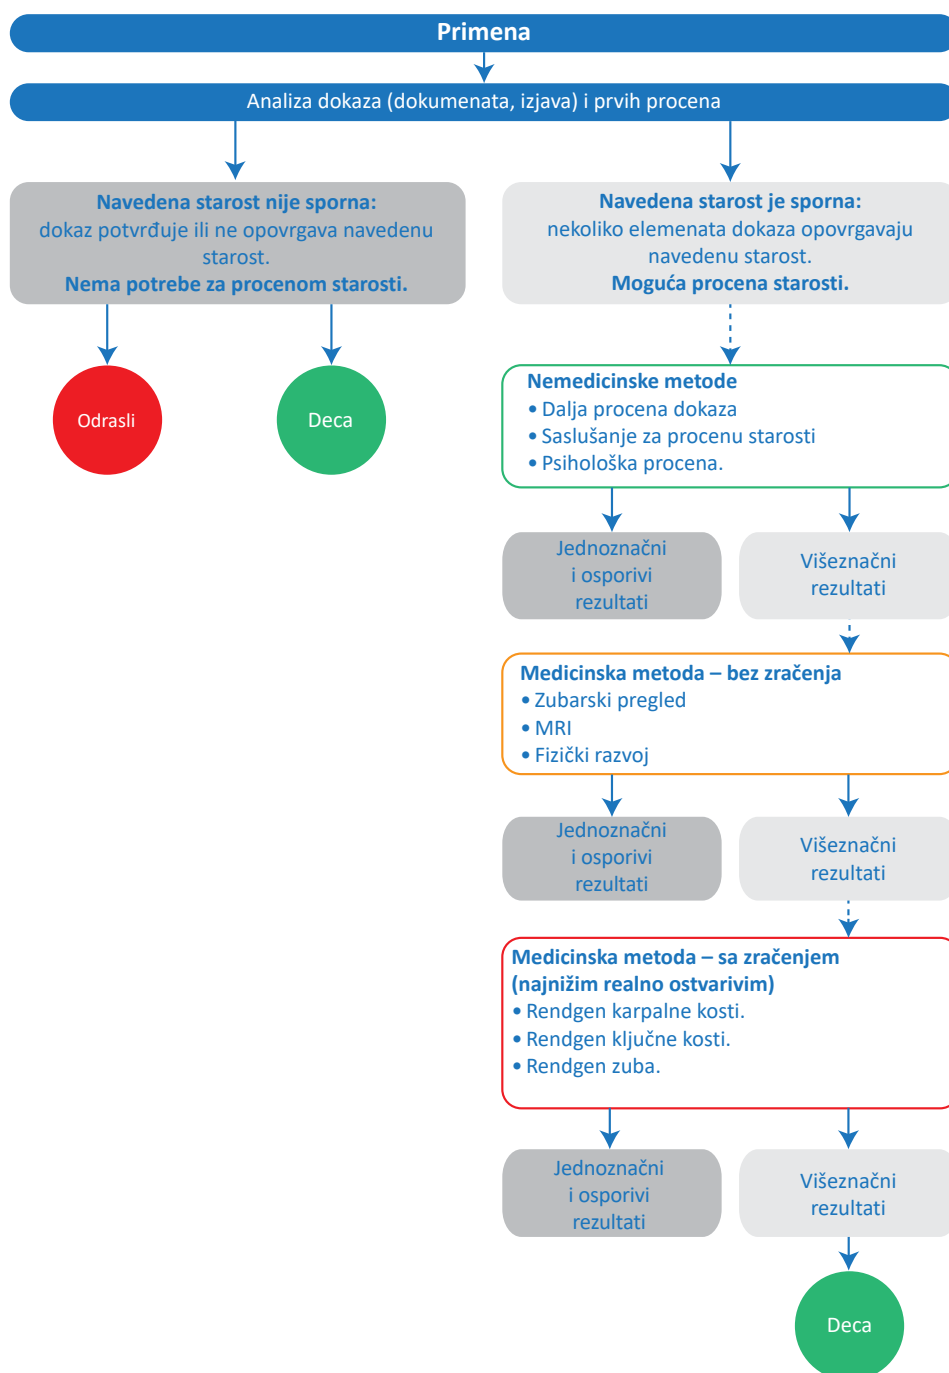 Primena
Analiza dokaza (dokumenata, izjava) i prvih procena
Navedena starost nije sporna:
dokaz potvrđuje ili ne opovrgava navedenu
starost.
Nema potrebe za procenom starosti.
Navedena starost je sporna:
nekoliko elemenata dokaza opovrgavaju
navedenu starost.
Moguća procena starosti.
Odrasli
Deca
Nemedicinske metode
• Dalja procena dokaza
• Saslušanje za procenu starosti
• Psihološka procena.
Jednoznačni
i osporivi
rezultati
Višeznačni
rezultati
Medicinska metoda – bez zračenja
• Zubarski pregled
• MRI
• Fizički razvoj
Jednoznačni
i osporivi
rezultati
Višeznačni
rezultati
Medicinska metoda – sa zračenjem
(najnižim realno ostvarivim)
• Rendgen karpalne kosti.
• Rendgen ključne kosti.
• Rendgen zuba.
Jednoznačni
i osporivi
rezultati
Višeznačni
rezultati
Deca